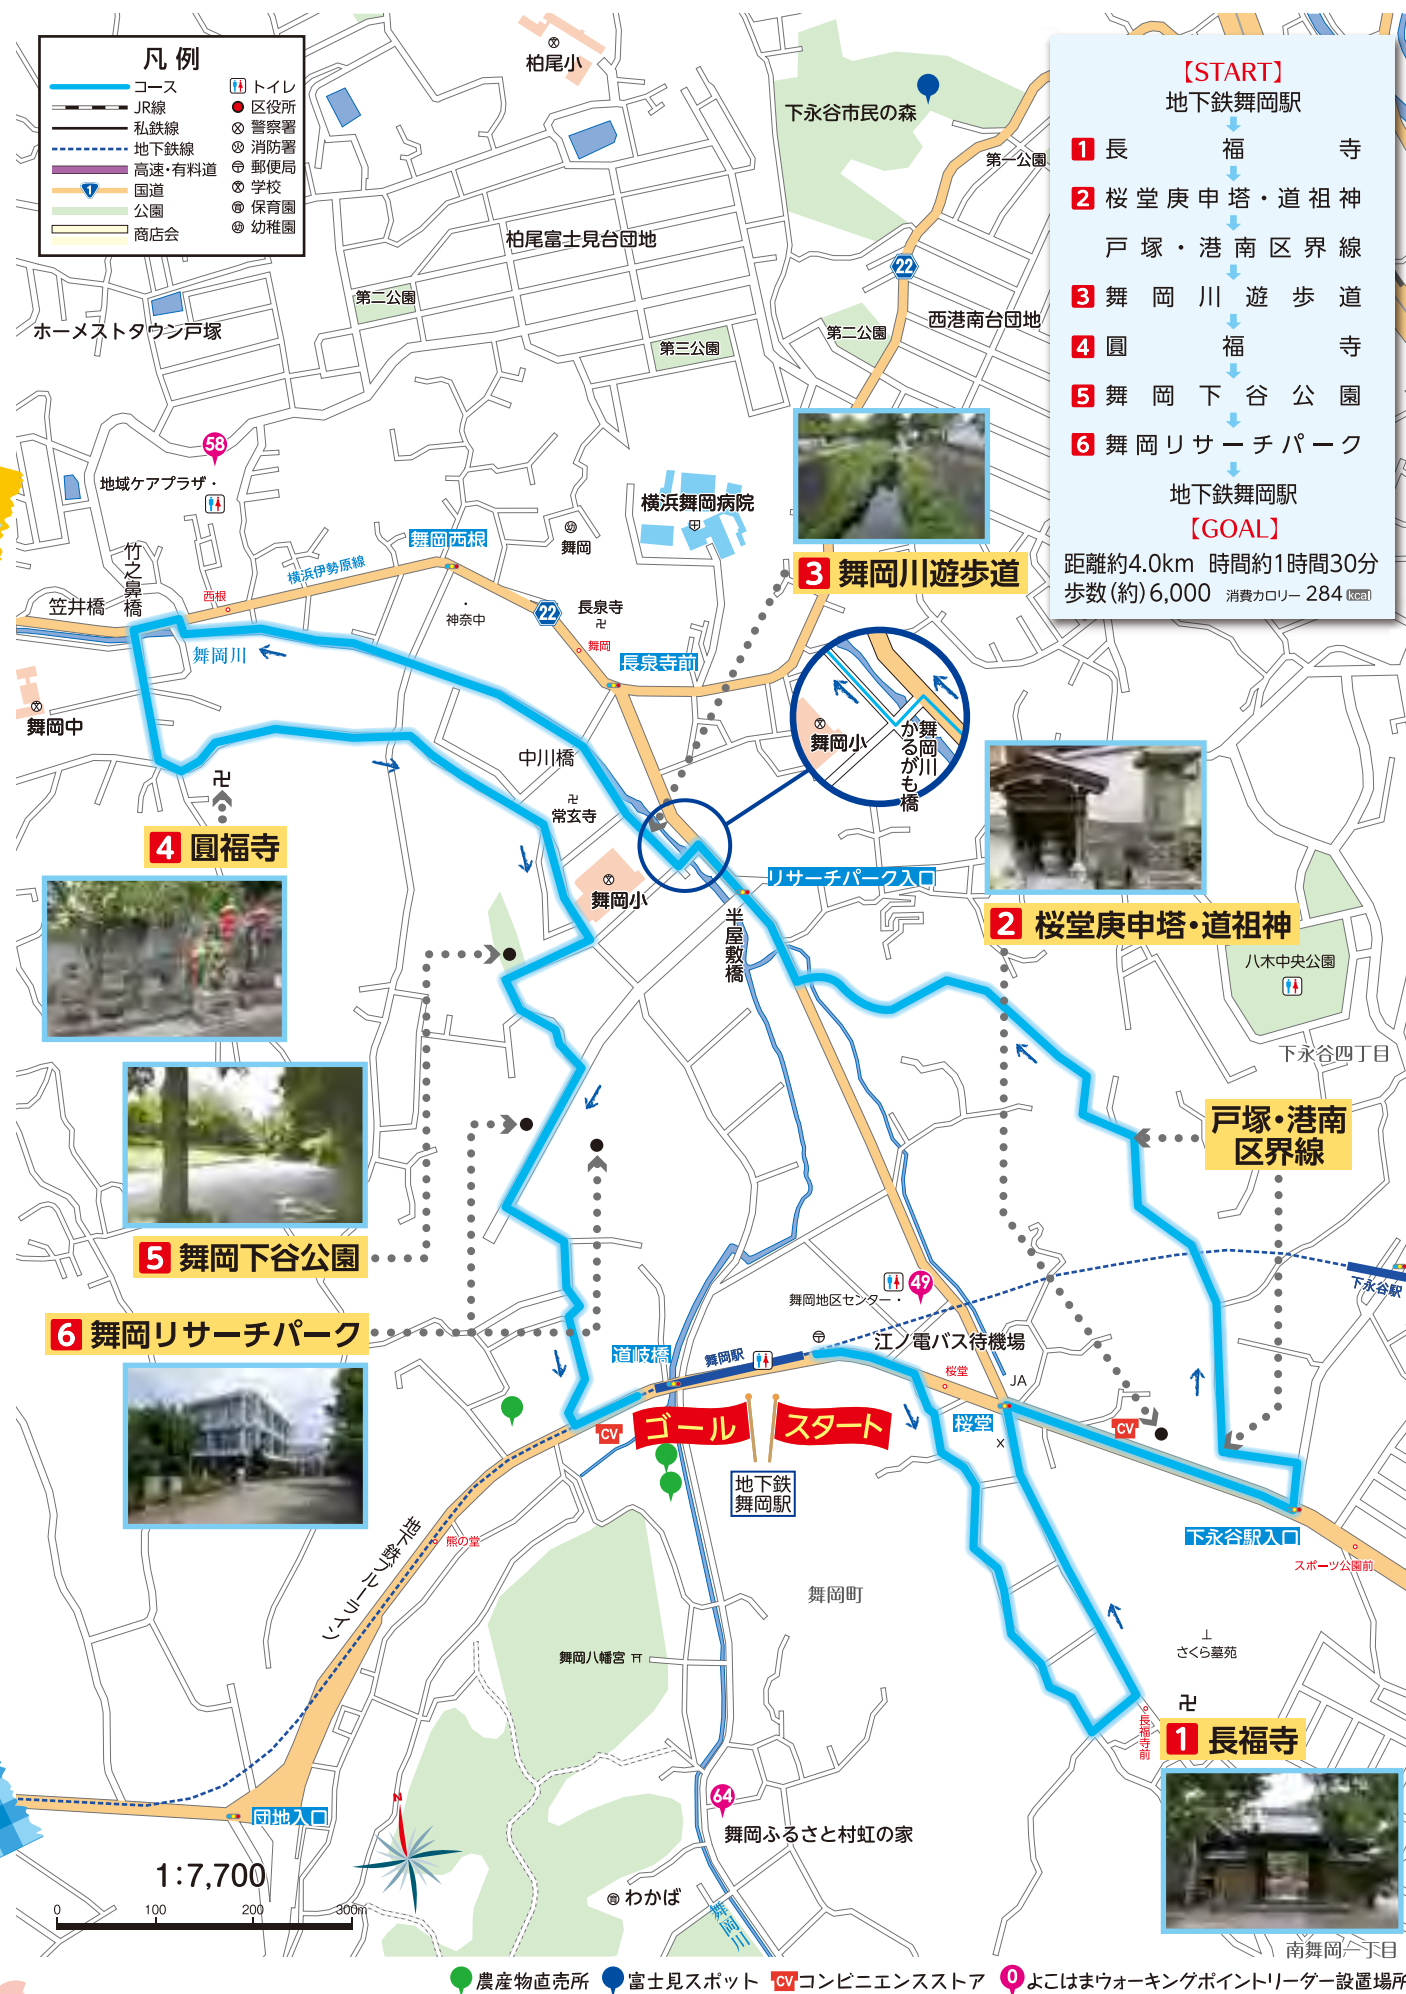 凡例
コース
JR線
私鉄線
地下鉄線
高速・有料道
1 国道
公園
商店会
トイレ
区役所
警察署
消防署
郵便局
学校
保育園
幼稚園
【START】
地下鉄舞岡駅
1 長福寺
2 桜堂庚申塔・道祖神
戸塚・港南区界線
3 舞岡川遊歩道
4 圓福寺
5 舞岡下谷公園
6 舞岡リサーチパーク
地下鉄舞岡駅
【GOAL】
距離約4.0km 時間約1時間30分
歩数(約)6,000 消費カロリー 284 kcal
柏尾小
下永谷市民の森
第一公園
柏尾富士見台団地
22
第二公園
ホーメストタウン戸塚
西港南台団地
第二公園
第三公園
58
地域ケアプラザ・
横浜舞岡病院
舞岡西根
舞岡
竹之鼻橋
横浜伊勢原線
3 舞岡川遊歩道
笠井橋
西根
神奈中
22
長泉寺
舞岡
舞岡川
長泉寺前
舞岡中
舞岡小
舞岡川
かるがも橋
中川橋
常玄寺
4 圓福寺
リサーチパーク入口
舞岡小
半屋敷橋
2 桜堂庚申塔・道祖神
八木中央公園
下永谷四丁目
戸塚・港南
区界線
5 舞岡下谷公園
下永谷駅
49
舞岡地区センター・
6 舞岡リサーチパーク
江ノ電バス待機場
道岐橋
舞岡駅
桜堂
JA
CV
ゴール
スタート
桜堂
CV
X
地下鉄
舞岡駅
下永谷駅入口
熊の堂
地下鉄ブルーライン
スポーツ公園前
舞岡町
舞岡八幡宮
さくら墓苑
長福寺前
1 長福寺
64
団地入口
N
舞岡ふるさと村虹の家
1:7,700
0 100 200 300m
わかば
舞岡川
南舞岡一丁目
農産物直売所 富士見スポット CV コンビニエンスストア 0 よこはまウォーキングポイントリーダー設置場所